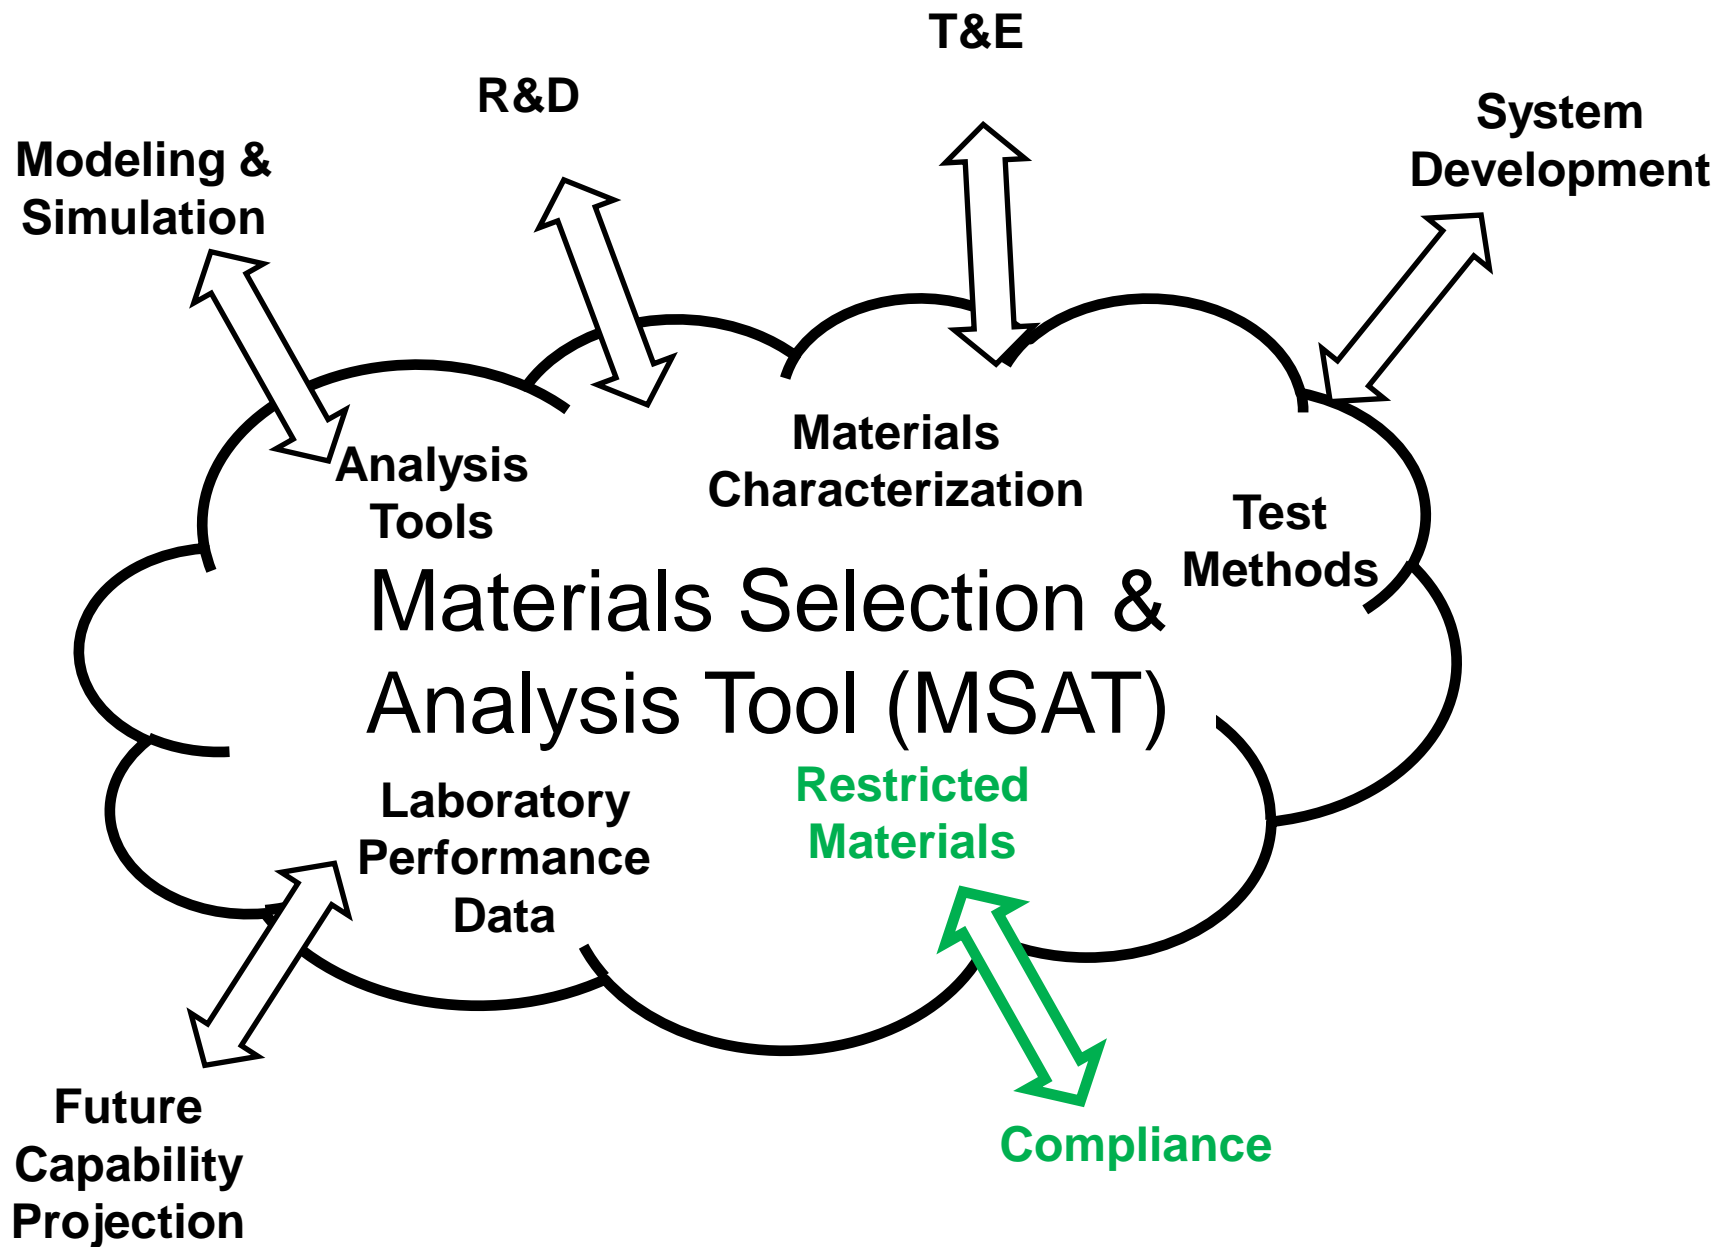 T&E
R&D
System
Development
Modeling &
Simulation
Analysis
Tools
Materials
Characterization
Test
Methods
Materials Selection &
Analysis Tool (MSAT)
Laboratory
Performance
Data
Restricted
Materials
Future
Capability
Projection
Compliance